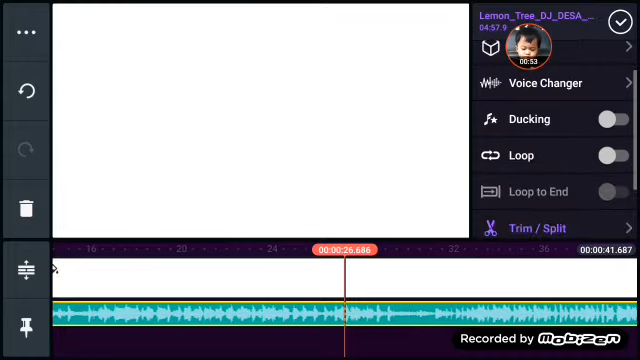 Lemon_Tree_DJ_DESA_...
04:57.9
00:53
Voice Changer
Ducking
Loop
Loop to End
Trim / Split
16
20
24
00:00:26.686
32
36
00:00:41.687
Recorded by MOBIZEN